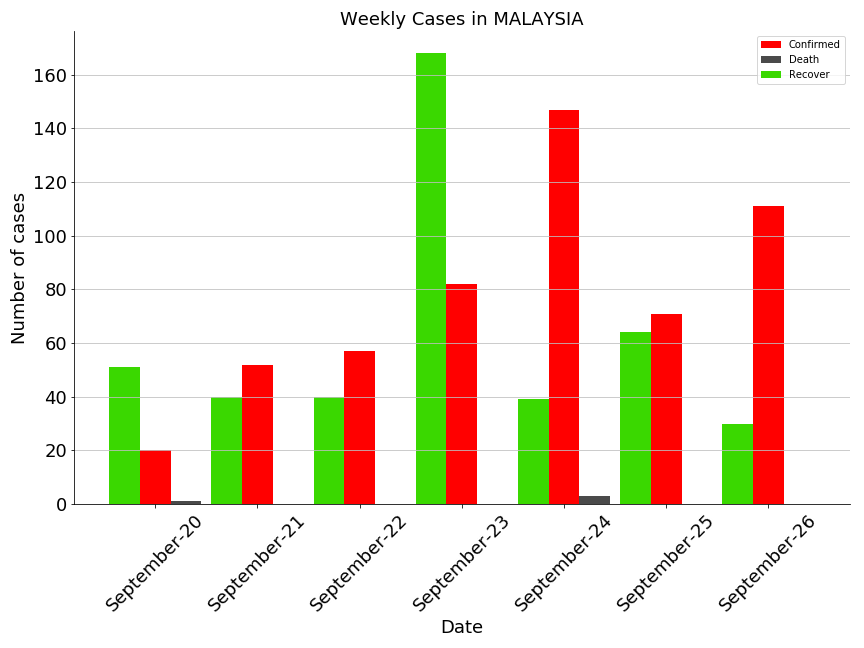 Weekly Cases in MALAYSIA
Confirmed
Death
Recover
Number of cases
160
140
120
100
80
60
40
20
0
September-20
September-21
September-22
September-23
September-24
September-25
September-26
Date